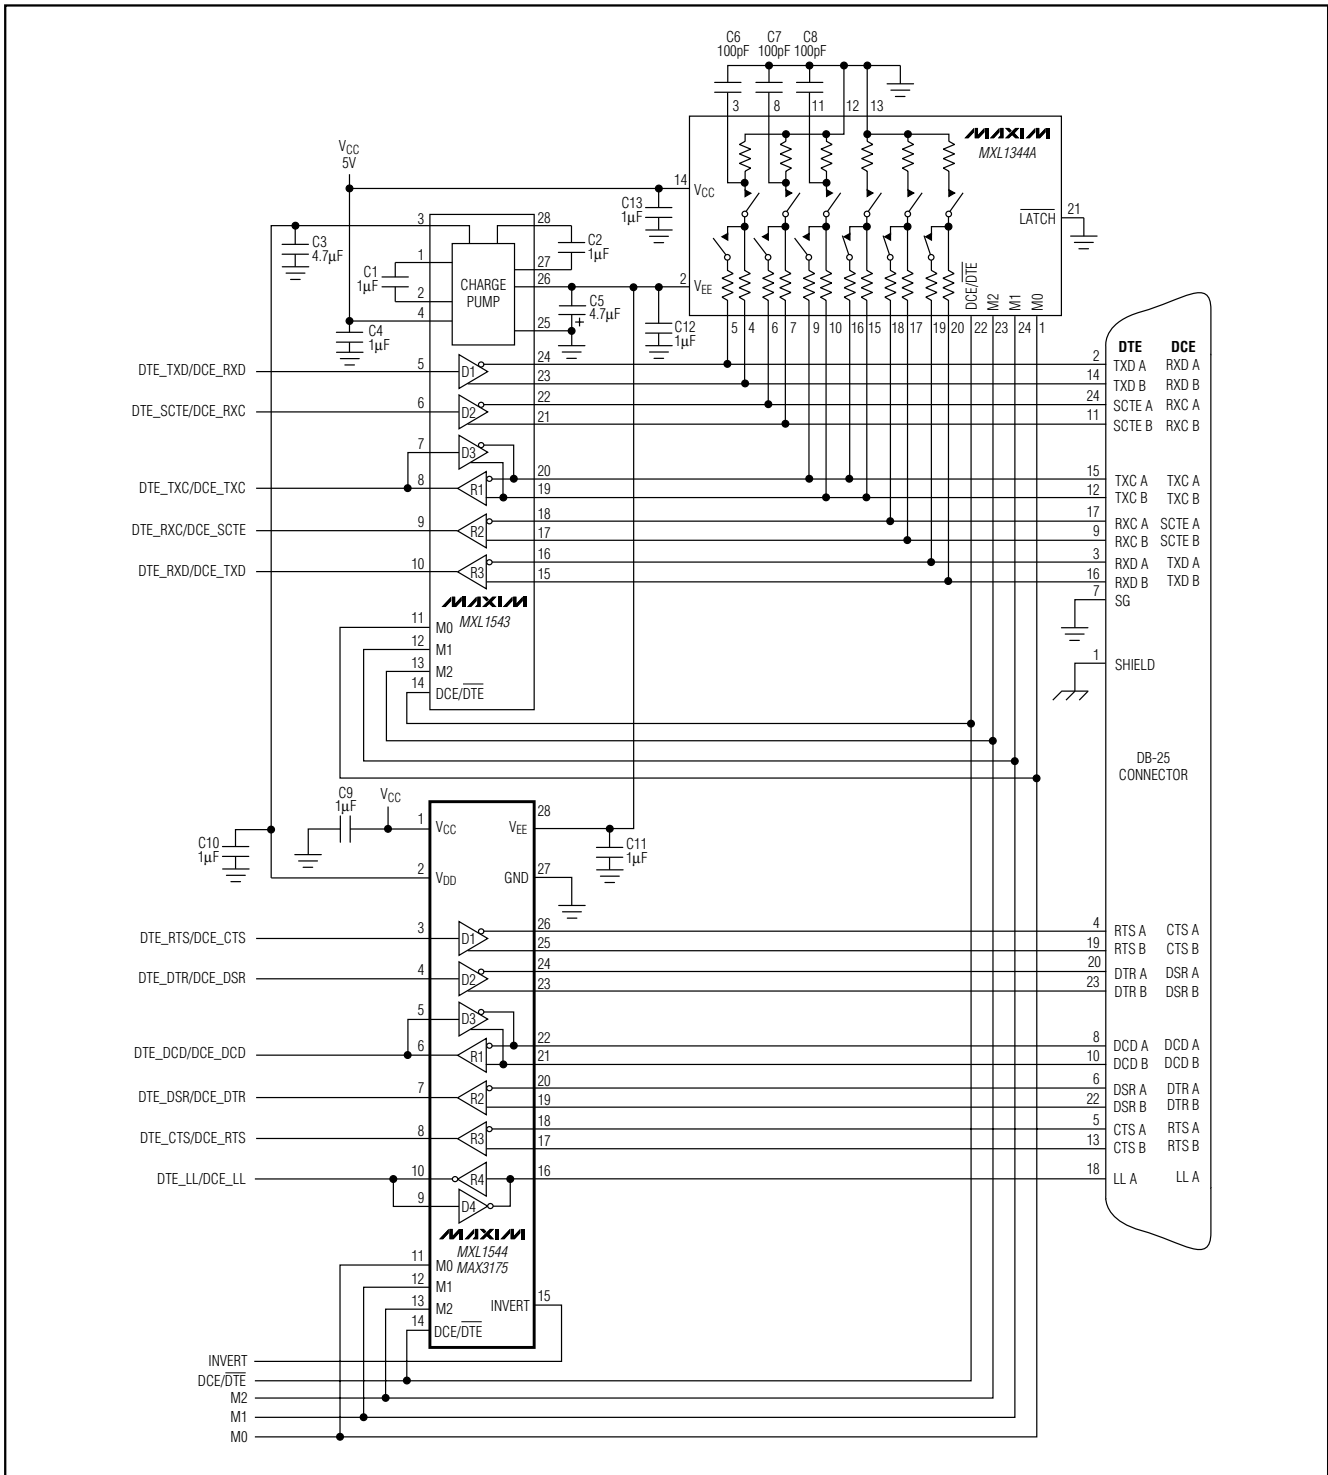 C6 C7 C8
100pF 100pF 100pF
3 8 11 12 13
MAXIM
MXL1344A
VCC
5V
14 VCC
C13
1µF
LATCH 21
3 28
C3
4.7µF
C2
1µF
1 27
C1
1µF
CHARGE
PUMP
26
2
2 VEE
C5
4.7µF
+
4 25
C4
1µF
C12
1µF
DCE/DTE M2 M1 M0
5 4 6 7 9 10 16 15 18 17 19 20 22 23 24 1
DTE DCE
DTE_TXD/DCE_RXD 5 D1 24 2 TXD A RXD A
23 14 TXD B RXD B
DTE_SCTE/DCE_RXC 6 D2 22 24 SCTE A RXC A
21 11 SCTE B RXC B
7 D3
DTE_TXC/DCE_TXC 8 R1 20 15 TXC A TXC A
19 12 TXC B TXC B
DTE_RXC/DCE_SCTE 9 R2 18 17 RXC A SCTE A
17 9 RXC B SCTE B
DTE_RXD/DCE_TXD 10 R3 16 3 RXD A TXD A
15 16 RXD B TXD B
7 SG
MAXIM
MXL1543
11 M0
12 M1
13 M2
14 DCE/DTE
1 SHIELD
DB-25
CONNECTOR
C9
1µF
VCC
1 VCC VEE 28
C10
1µF
C11
1µF
2 VDD GND 27
DTE_RTS/DCE_CTS 3 D1 26 4 RTS A CTS A
25 19 RTS B CTS B
DTE_DTR/DCE_DSR 4 D2 24 20 DTR A DSR A
23 23 DTR B DSR B
5 D3
DTE_DCD/DCE_DCD 6 R1 22 8 DCD A DCD A
21 10 DCD B DCD B
DTE_DSR/DCE_DTR 7 R2 20 6 DSR A DTR A
19 22 DSR B DTR B
DTE_CTS/DCE_RTS 8 R3 18 5 CTS A RTS A
17 13 CTS B RTS B
DTE_LL/DCE_LL 10 R4 16 18 LL A LL A
9 D4
MAXIM
MXL1544
MAX3175
11 M0
12 M1
13 M2
INVERT 15
14 DCE/DTE
INVERT
DCE/DTE
M2
M1
M0